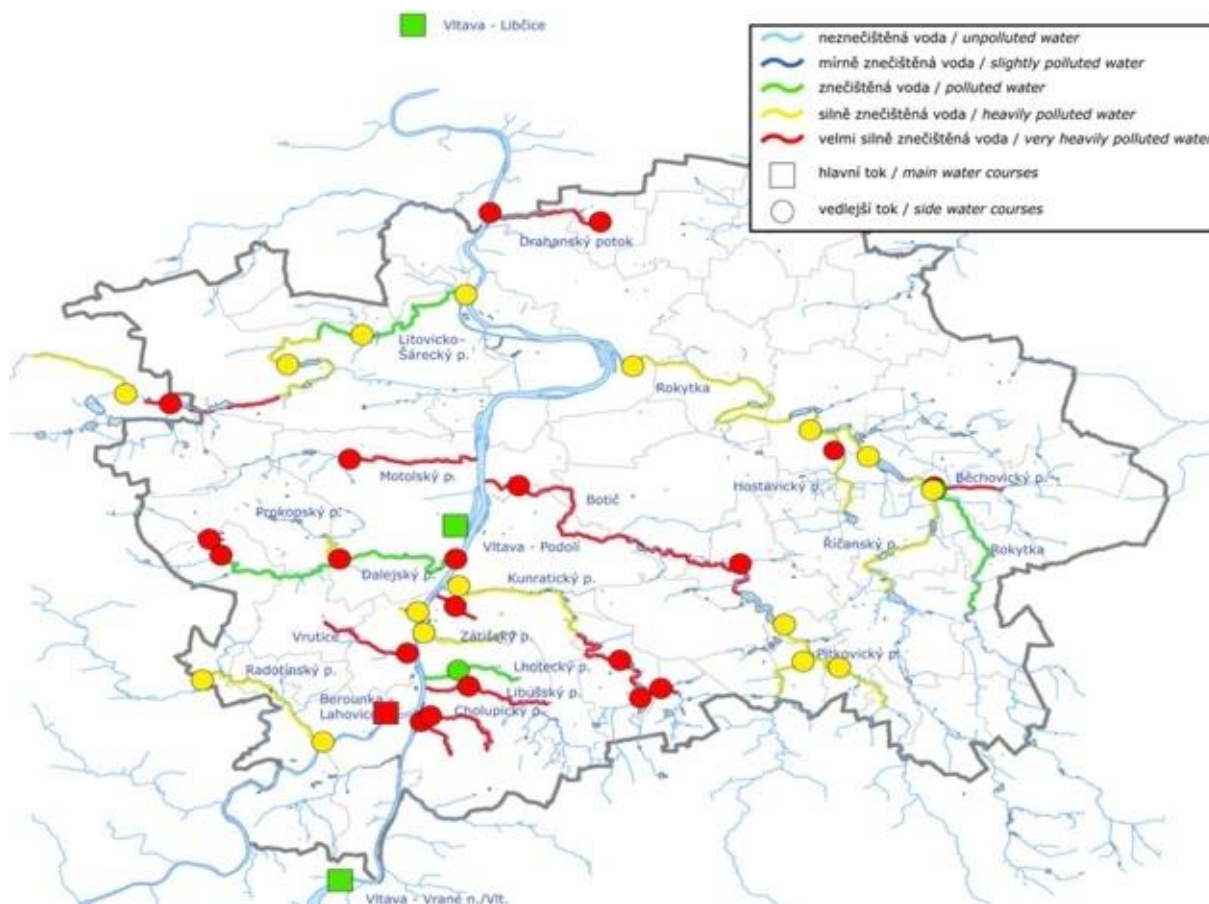 Vltava - Libčice
neznečištěná voda / unpolluted water
mírně znečištěná voda / slightly polluted water
znečištěná voda / polluted water
silně znečištěná voda / heavily polluted water
velmi silně znečištěná voda / very heavily polluted water
hlavní tok / main water courses
vedlejší tok / side water courses
Drahanský potok
Litovicko-
Šárecký p.
Rokytka
Motolský p.
Hostavický p.
Běchovický p.
Botič
Prokopský p.
Vltava - Podolí
Říčanský p.
Rokytka
Dalejský p.
Kunratický p.
Vrutice
Zátišský p.
Pitkovický p.
Radotínský p.
Lhotecký p.
Libušský p.
Berounka
Lahovice
Cholupický p.
Vltava - Vrané n./Vlt.